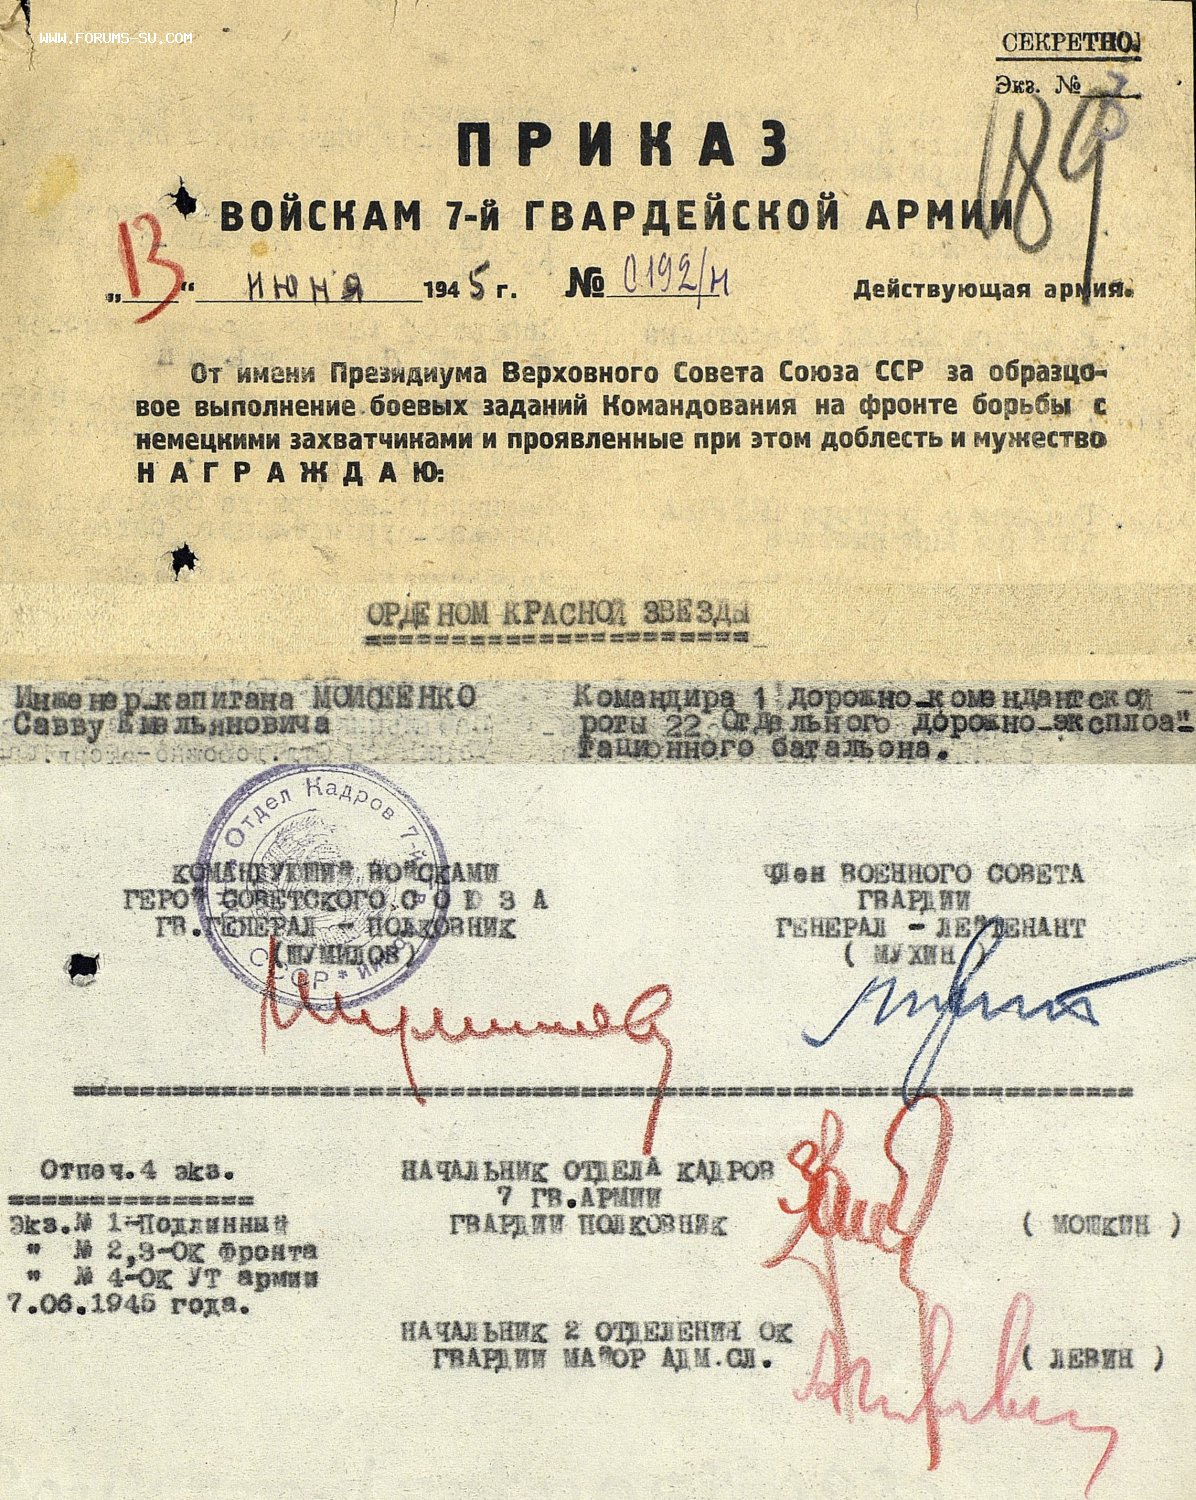 WWW.FORUMS-SU.COM
СЕКРЕТНО.
Экз. №
189
ПРИКАЗ
ВОЙСКАМ 7-й ГВАРДЕЙСКОЙ АРМИИ
„13“ июня 1945 г. № 0192/н Действующая армия.
От имени Президиума Верховного Совета Союза ССР за образцо-
вое выполнение боевых заданий Командования на фронте борьбы с
немецкими захватчиками и проявленные при этом доблесть и мужество
НАГРАЖДАЮ:
ОРДЕНОМ КРАСНОЙ ЗВЕЗДЫ
Инженер-капитана МОИСЕЕНКО
Савву Емельяновича
Командира 1 Дорожно-комендантской
роты 22 Отдельного дорожно-эксплоа-
тационного батальона.
Отдел Кадров 7-й Гв.
СССР *
КОМАНДУЮЩИЙ ВОЙСКАМИ
ГЕРОЙ СОВЕТСКОГО СОЮЗА
ГВ.ГЕНЕРАЛ - ПОЛКОВНИК
(ШУМИЛОВ)
Шумилов
Член ВОЕННОГО СОВЕТА
ГВАРДИИ
ГЕНЕРАЛ - ЛЕЙТЕНАНТ
( МУХИН )
Отпеч.4 экз.
Экз.№ 1-Подлинный
" № 2,3-ОК Фронта
" № 4-ОК УТ армии
7.06.1945 года.
НАЧАЛЬНИК ОТДЕЛА КАДРОВ
7 ГВ.АРМИИ
ГВАРДИИ ПОЛКОВНИК ( МОШКИН )
НАЧАЛЬНИК 2 ОТДЕЛЕНИЯ ОК
ГВАРДИИ МАЙОР АДМ.СЛ. ( ЛЕВИН )